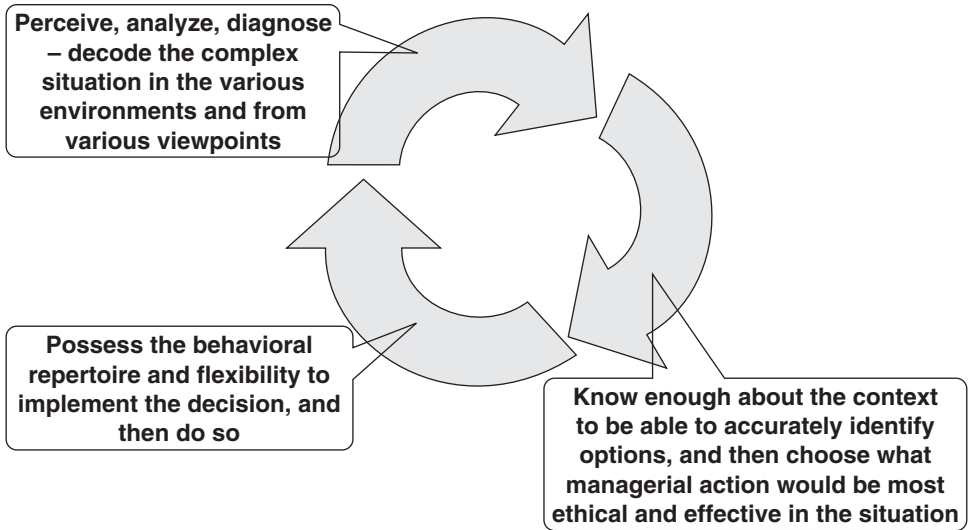 Perceive, analyze, diagnose
– decode the complex
situation in the various
environments and from
various viewpoints
Know enough about the context
to be able to accurately identify
options, and then choose what
managerial action would be most
ethical and effective in the situation
Possess the behavioral
repertoire and flexibility to
implement the decision, and
then do so